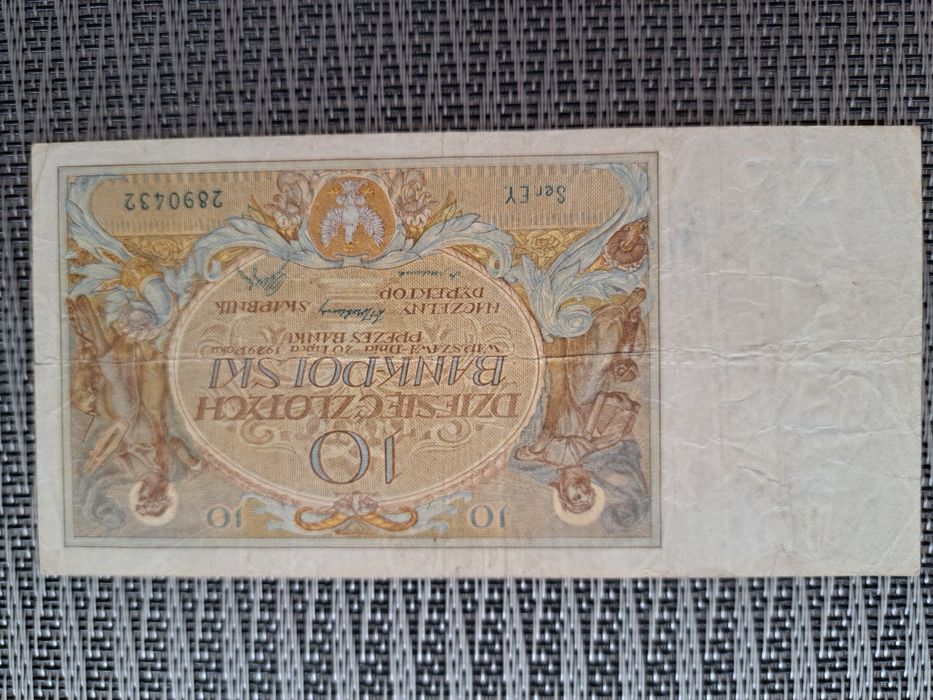 10 10
10
DZIESIĘĆ ZŁOTYCH
BANK POLSKI
WARSZAWA Dnia 20 Lipca 1929 Roku
PREZES BANKU
NACZELNY DYREKTOR
SKARBNIK
Ser.EY. 2890432